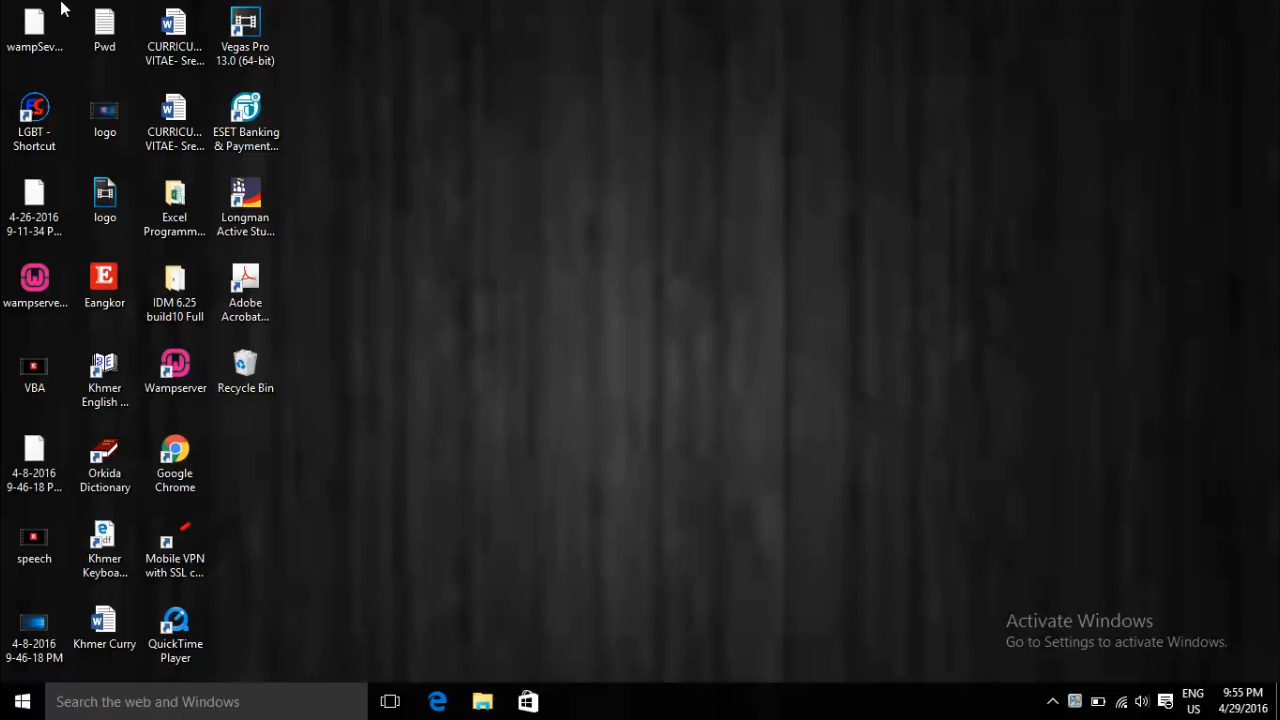 wampSev...
Pwd
CURRICU...
VITAE- Sre...
Vegas Pro
13.0 (64-bit)
LGBT -
Shortcut
logo
CURRICU...
VITAE- Sre...
ESET Banking
& Payment...
4-26-2016
9-11-34 P...
logo
Excel
Programm...
Longman
Active Stu...
wampserve...
E
Eangkor
IDM 6.25
build10 Full
Adobe
Acrobat...
VBA
Khmer
English ...
Wampserver
Recycle Bin
4-8-2016
9-46-18 P...
Orkida
Dictionary
Google
Chrome
speech
Khmer
Keyboa...
Mobile VPN
with SSL c...
4-8-2016
9-46-18 PM
Khmer Curry
QuickTime
Player
Activate Windows
Go to Settings to activate Windows.
Search the web and Windows
ENG
US
9:55 PM
4/29/2016